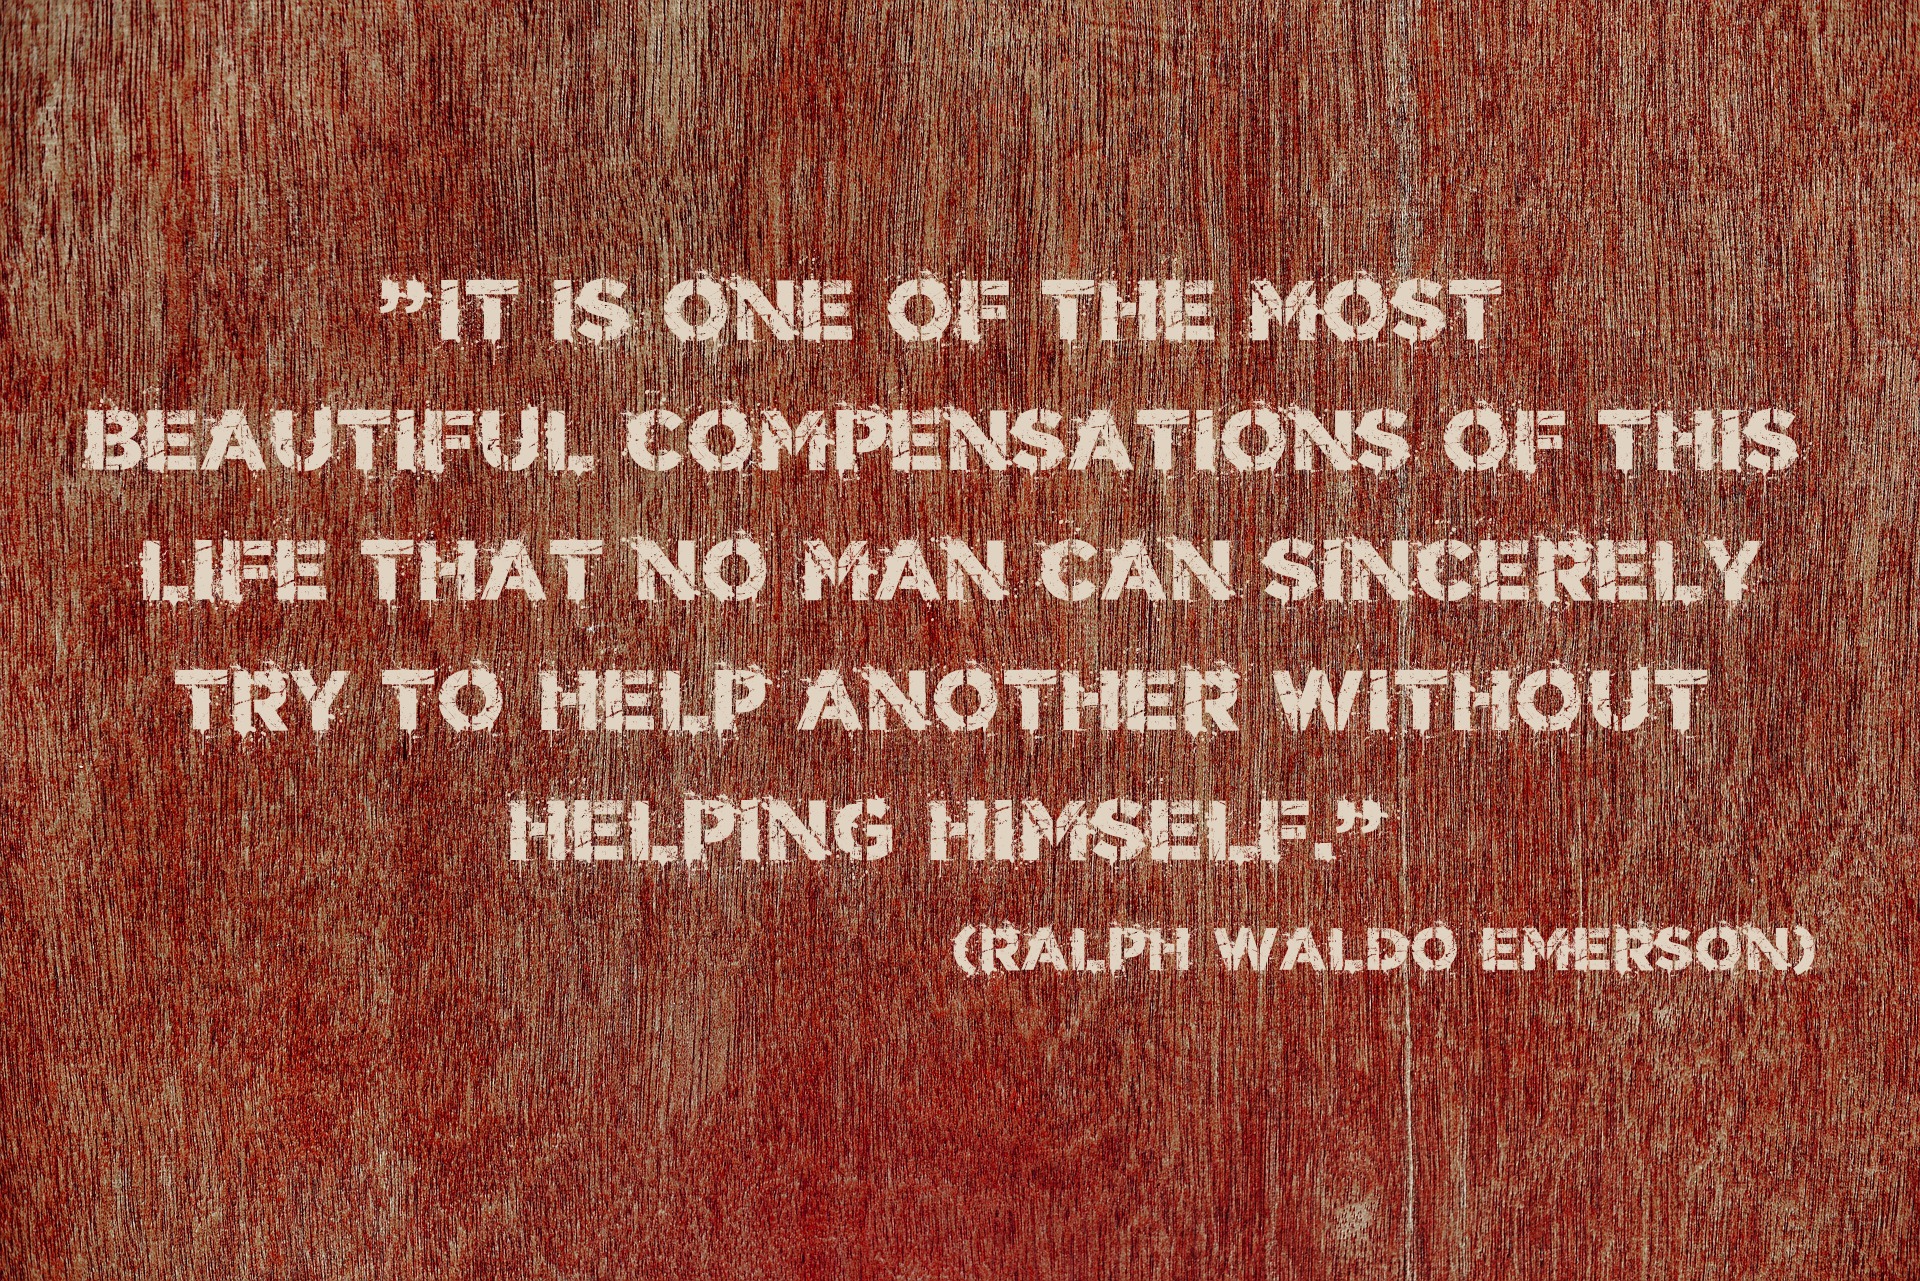 ”IT IS ONE OF THE MOST
BEAUTIFUL COMPENSATIONS OF THIS
LIFE THAT NO MAN CAN SINCERELY
TRY TO HELP ANOTHER WITHOUT
HELPING HIMSELF.”
(RALPH WALDO EMERSON)